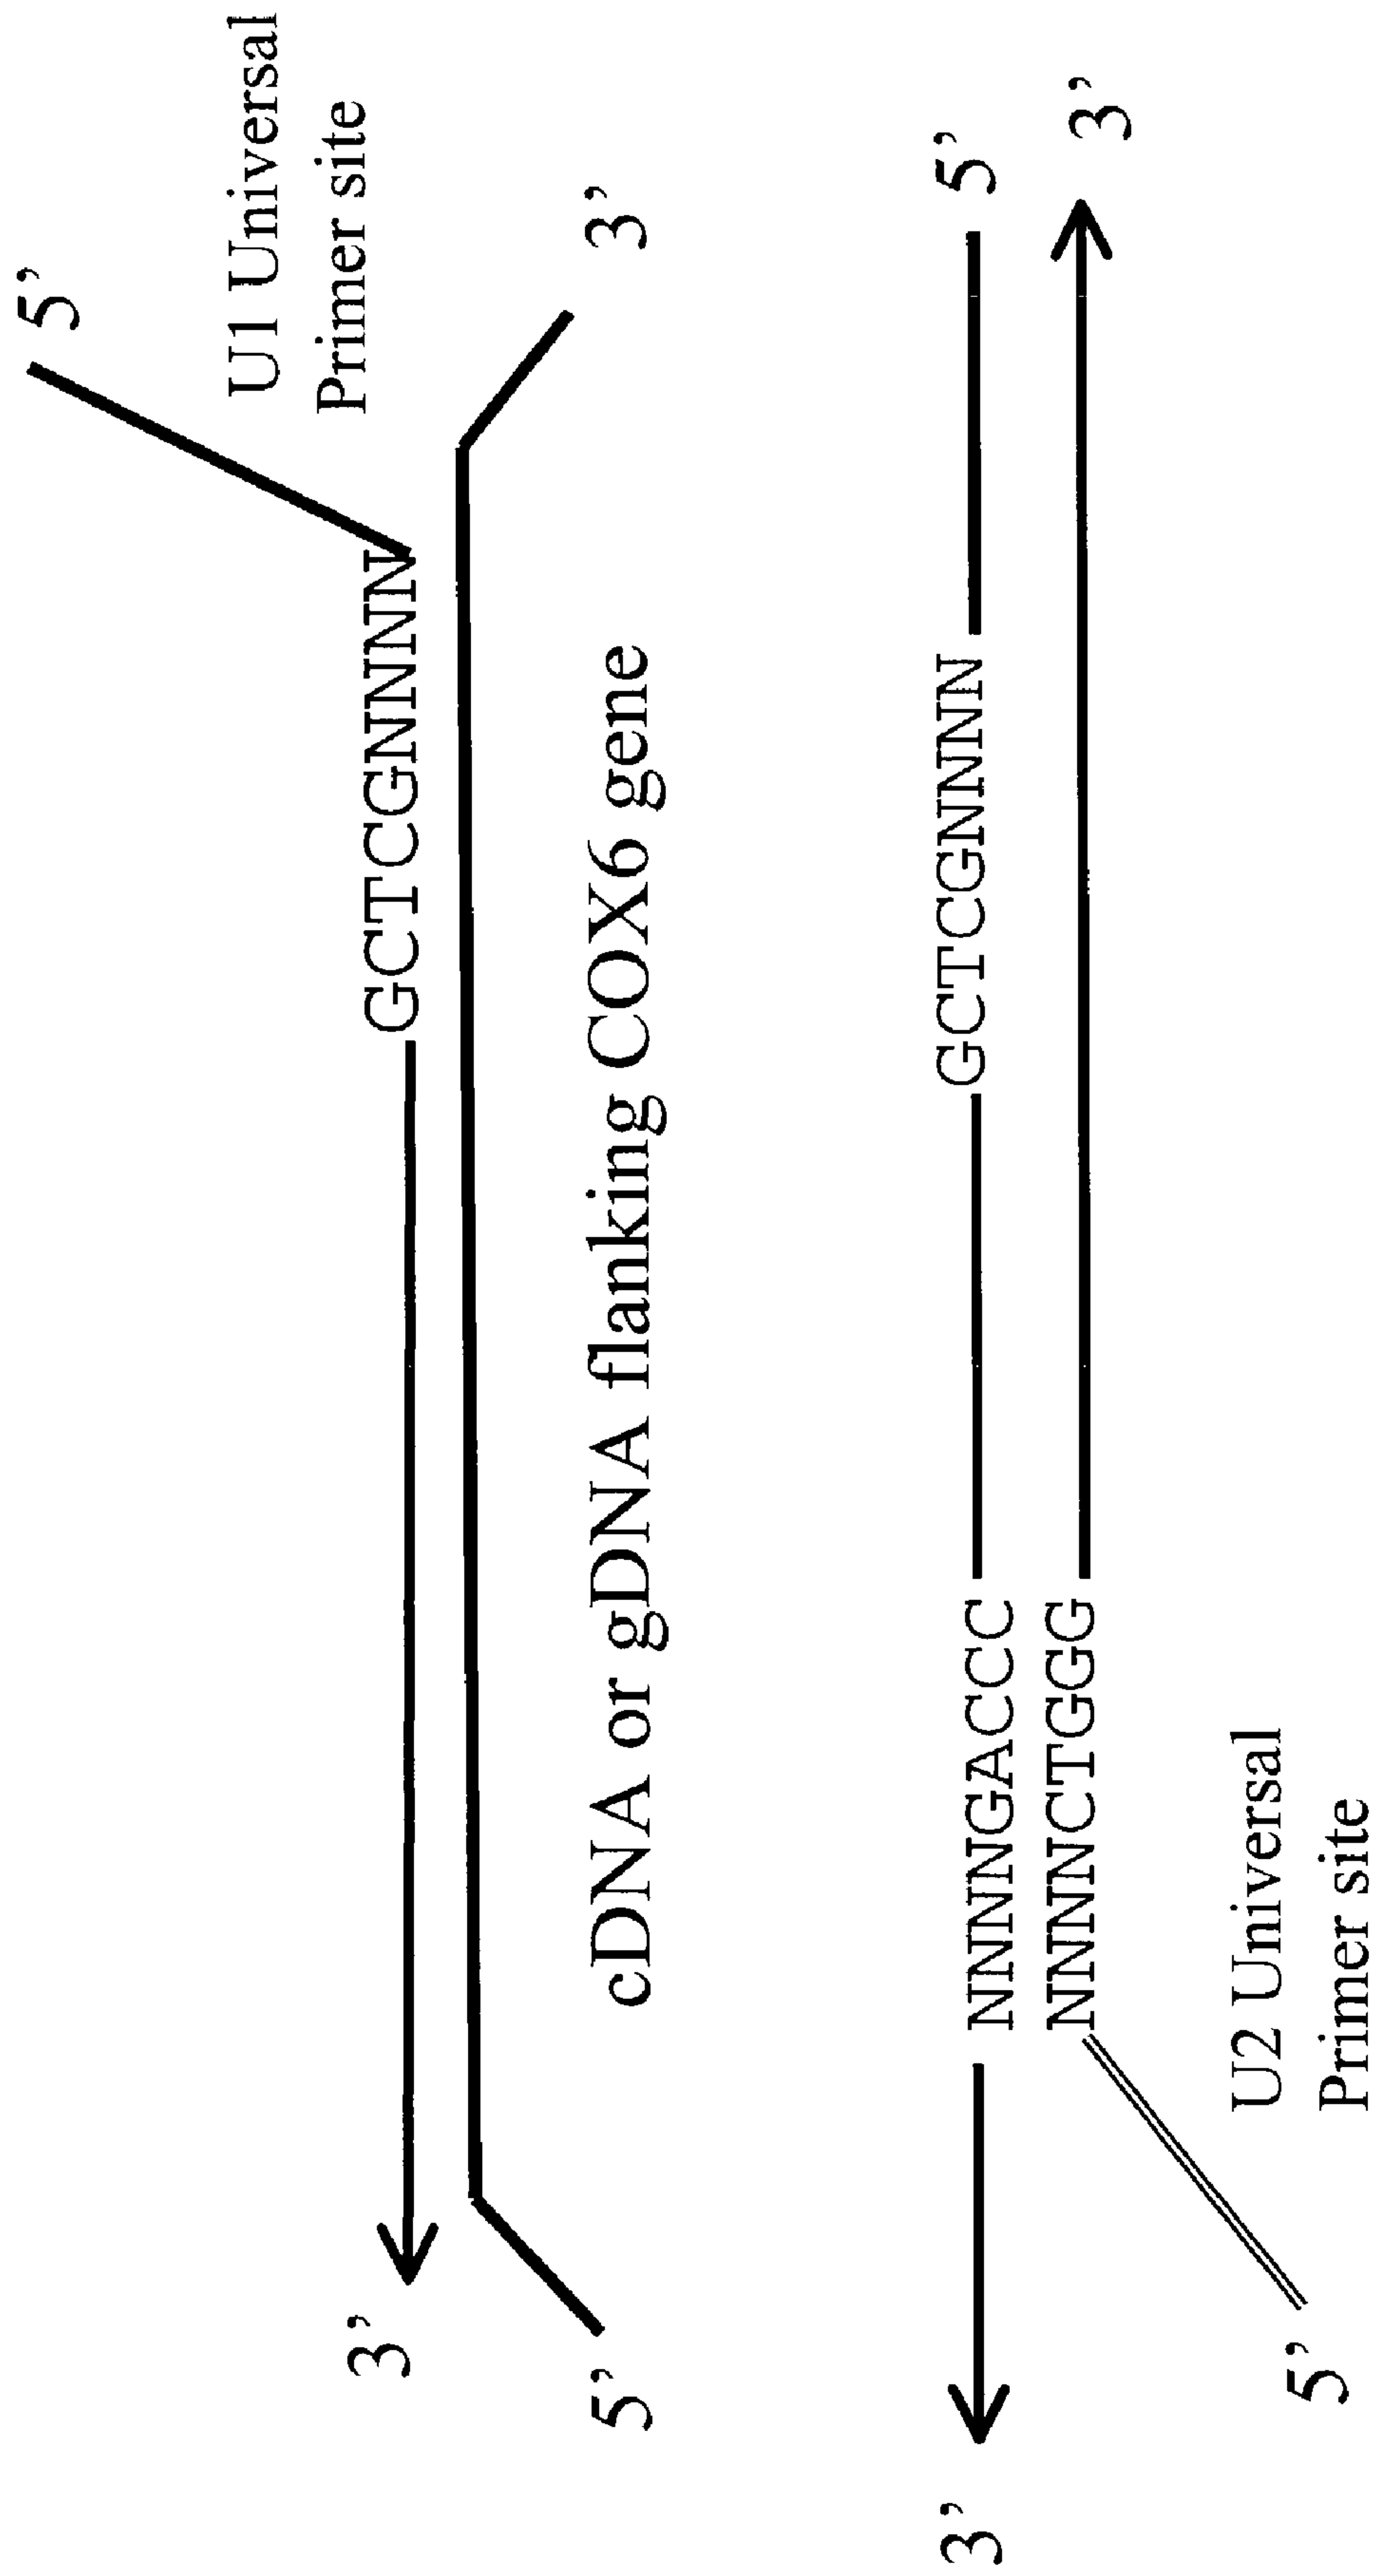 5’
U1 Universal
Primer site
3’
GCTCGNNNN
3’
5’
cDNA or gDNA flanking COX6 gene
3’
GCTCGNNNN
5’
NNNNGACCC
NNNNCTGGG
3’
5’
U2 Universal
Primer site